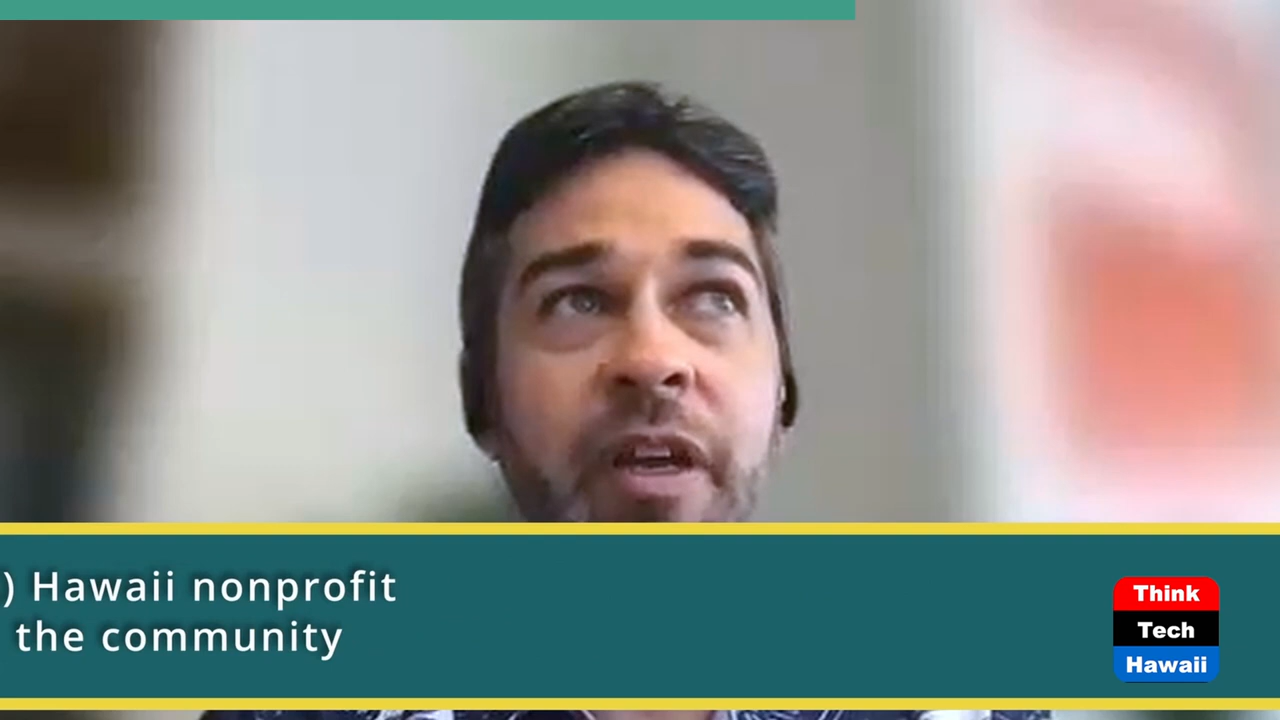 ) Hawaii nonprofit
the community
Think
Tech
Hawaii